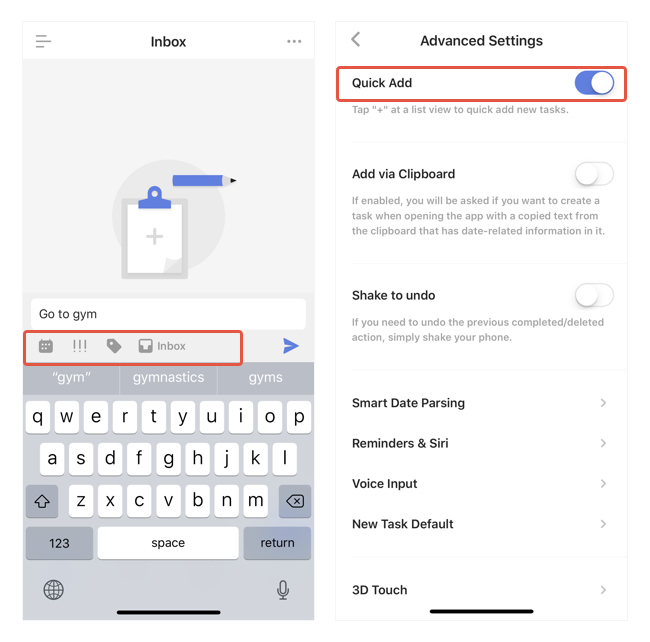 Inbox
Go to gym
!!! Inbox
“gym” gymnastics gyms
q w e r t y u i o p
a s d f g h j k l
z x c v b n m
123 space return
Advanced Settings
Quick Add
Tap "+" at a list view to quick add new tasks.
Add via Clipboard
If enabled, you will be asked if you want to create a
task when opening the app with a copied text from
the clipboard that has date-related information in it.
Shake to undo
If you need to undo the previous completed/deleted
action, simply shake your phone.
Smart Date Parsing
Reminders & Siri
Voice Input
New Task Default
3D Touch